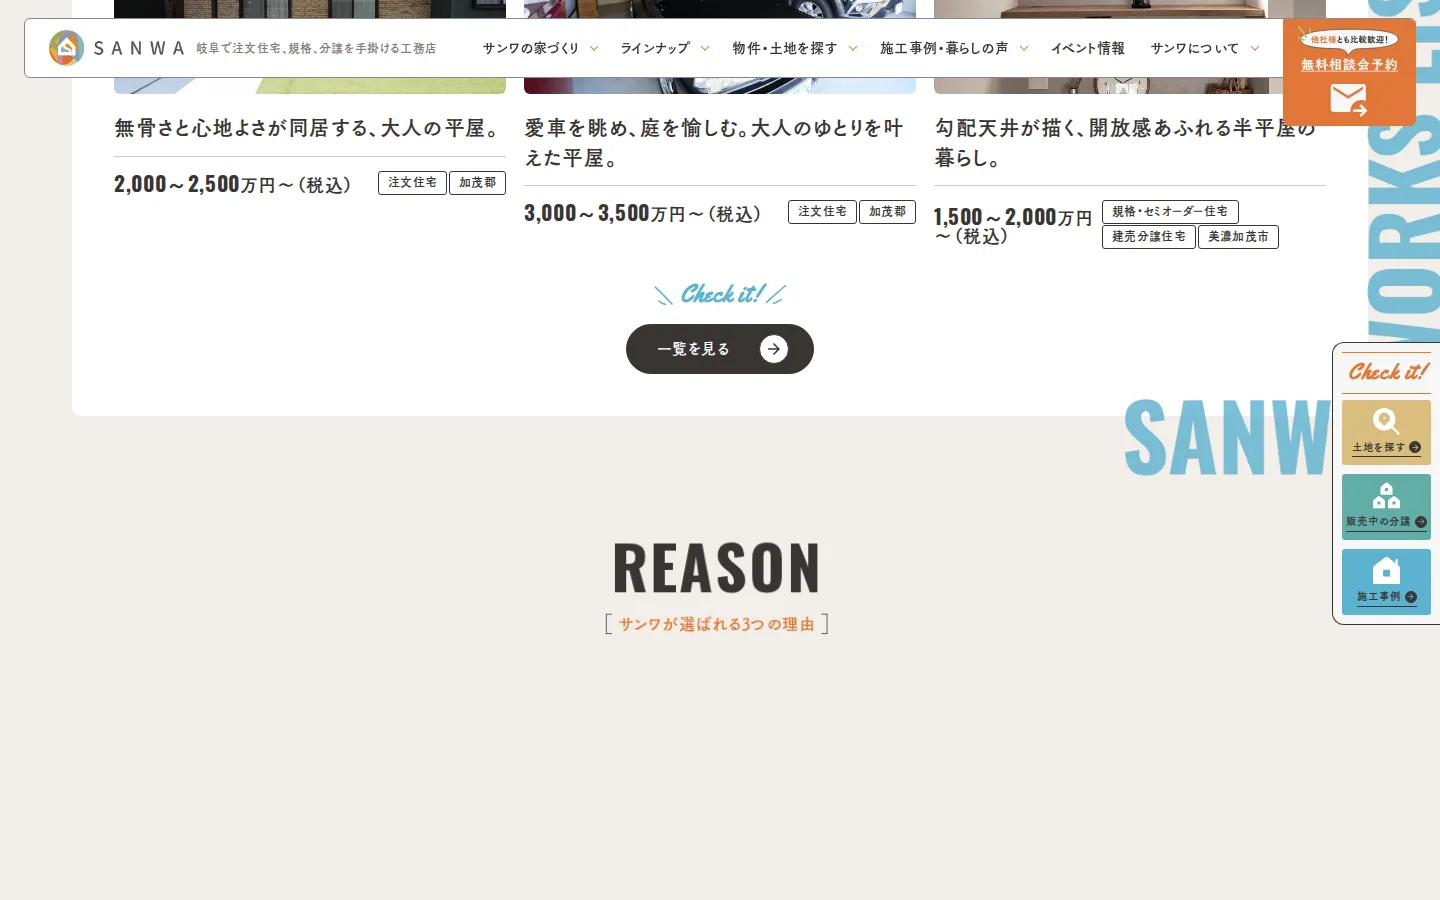 SANWA 岐阜で注文住宅、規格、分譲を手掛ける工務店 サンワの家づくり ラインナップ 物件・土地を探す 施工事例・暮らしの声 イベント情報 サンワについて
他社様とも比較歓迎!
無料相談会予約
無骨さと心地よさが同居する、大人の平屋。
2,000～2,500万円～（税込）
注文住宅 加茂郡
愛車を眺め、庭を愉しむ。大人のゆとりを叶
えた平屋。
3,000～3,500万円～（税込）
注文住宅 加茂郡
勾配天井が描く、開放感あふれる半平屋の
暮らし。
1,500～2,000万円
～（税込）
規格・セミオーダー住宅
建売分譲住宅 美濃加茂市
Check it!
一覧を見る
WORKS
SANW
Check it!
土地を探す
販売中の分譲
施工事例
REASON
サンワが選ばれる3つの理由